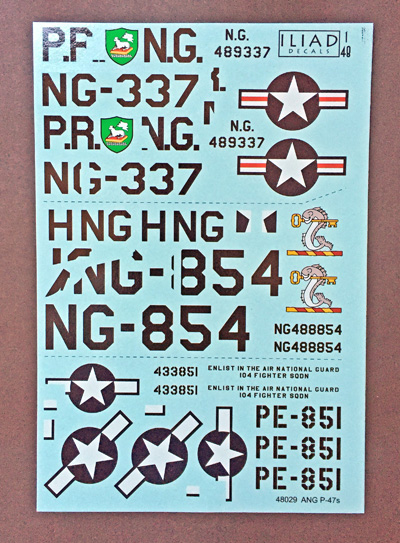 P.R. N.G.
N.G.
489337
ILIAD
DECALS
1
48
NG-337
P.R. N.G.
N.G.
489337
NG-337
HNG HNG
NG-854
NG-854
NG488854
NG488854
433851
ENLIST IN THE AIR NATIONAL GUARD
104 FIGHTER SQDN
433851
ENLIST IN THE AIR NATIONAL GUARD
104 FIGHTER SQDN
PE-851
PE-851
PE-851
48029 ANG P-47s